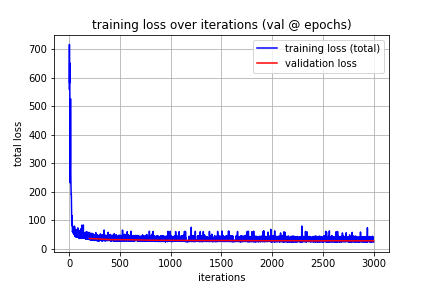 training loss over iterations (val @ epochs)
training loss (total)
validation loss
total loss
700
600
500
400
300
200
100
0
0 500 1000 1500 2000 2500 3000
iterations